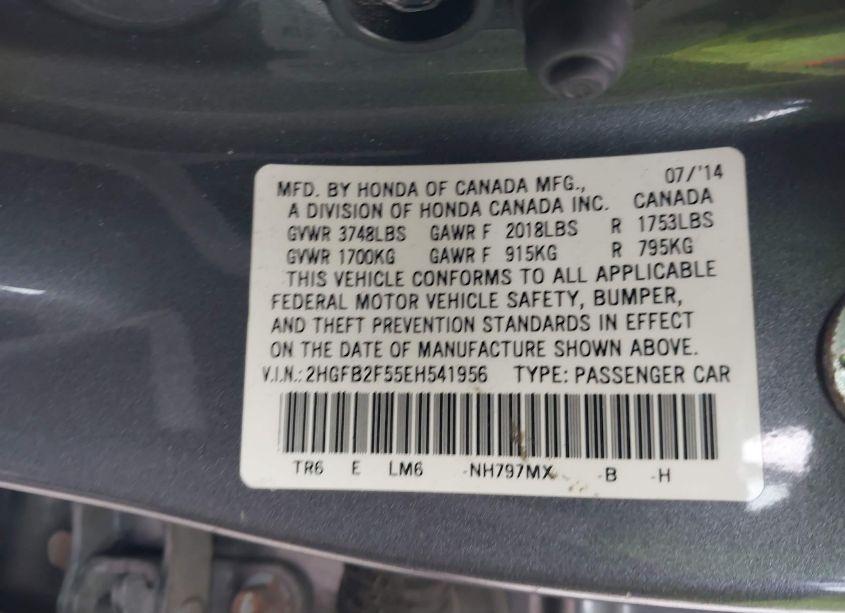 07/'14
MFD. BY HONDA OF CANADA MFG.,
A DIVISION OF HONDA CANADA INC. CANADA
GVWR 3748LBS GAWR F 2018LBS R 1753LBS
GVWR 1700KG GAWR F 915KG R 795KG
THIS VEHICLE CONFORMS TO ALL APPLICABLE
FEDERAL MOTOR VEHICLE SAFETY, BUMPER,
AND THEFT PREVENTION STANDARDS IN EFFECT
ON THE DATE OF MANUFACTURE SHOWN ABOVE.
V.I.N.: 2HGFB2F55EH541956 TYPE: PASSENGER CAR
TR6 E LM6 -NH797MX -B -H